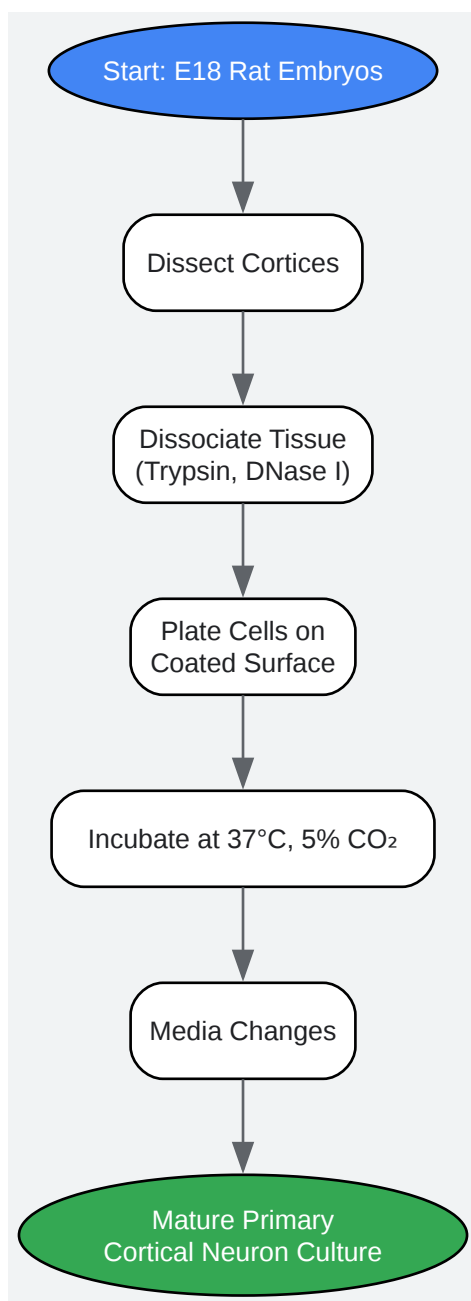 Start: E18 Rat Embryos
Dissect Cortices
Dissociate Tissue
(Trypsin, DNase I)
Plate Cells on
Coated Surface
Incubate at 37°C, 5% CO₂
Media Changes
Mature Primary
Cortical Neuron Culture